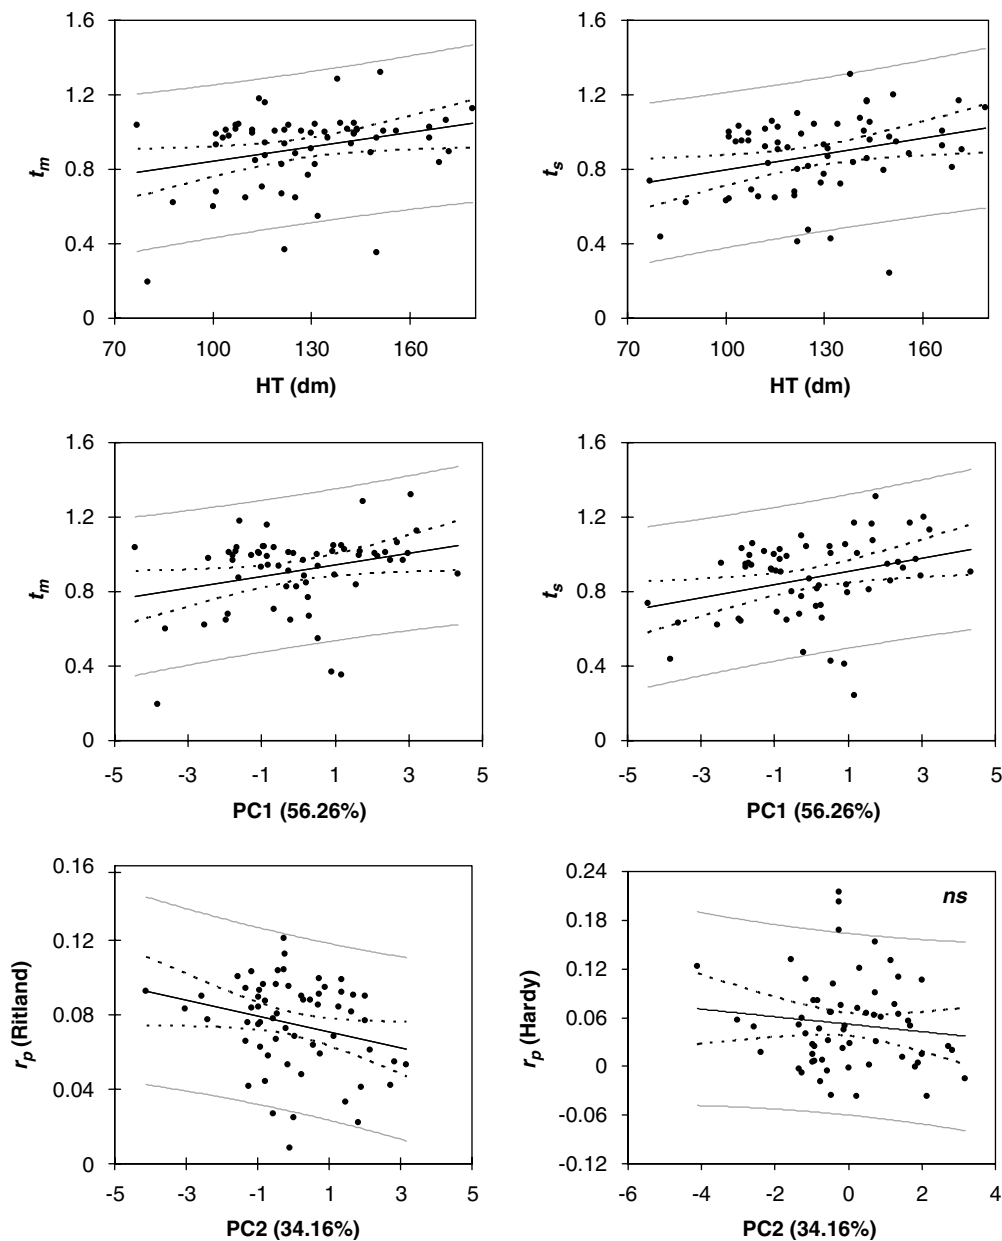 1.6
1.2
0.8
0.4
0
t_m
70 100 130 160
HT (dm)
1.6
1.2
0.8
0.4
0
t_s
70 100 130 160
HT (dm)
1.6
1.2
0.8
0.4
0
t_m
-5 -3 -1 1 3 5
PC1 (56.26%)
1.6
1.2
0.8
0.4
0
t_s
-5 -3 -1 1 3 5
PC1 (56.26%)
0.16
0.12
0.08
0.04
0
r_p (Ritland)
-5 -3 -1 1 3 5
PC2 (34.16%)
0.24
0.18
0.12
0.06
0
-0.06
-0.12
r_p (Hardy)
ns
-6 -4 -2 0 2 4
PC2 (34.16%)